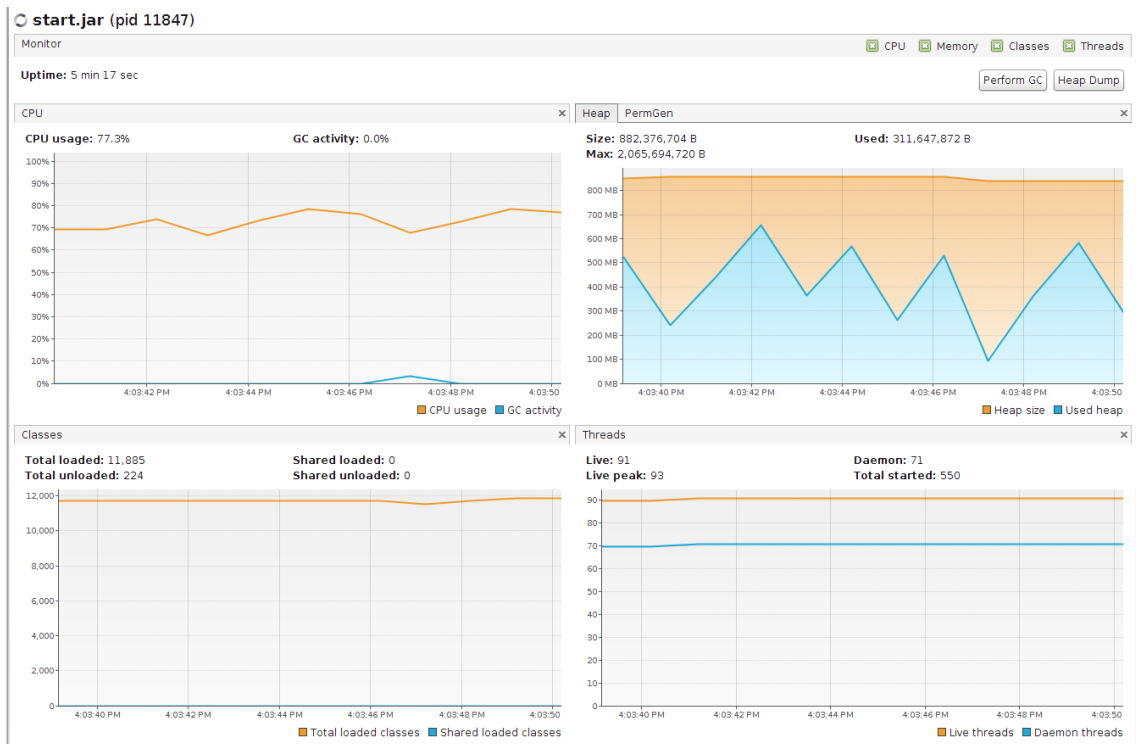 start.jar (pid 11847)
Monitor
CPU Memory Classes Threads
Uptime: 5 min 17 sec
Perform GC Heap Dump
CPU
CPU usage: 77.3% GC activity: 0.0%
100%
90%
80%
70%
60%
50%
40%
30%
20%
10%
0%
4:03:42 PM 4:03:44 PM 4:03:46 PM 4:03:48 PM 4:03:50
CPU usage GC activity
Heap PermGen
Size: 882,376,704 B Used: 311,647,872 B
Max: 2,065,694,720 B
800 MB
700 MB
600 MB
500 MB
400 MB
300 MB
200 MB
100 MB
0 MB
4:03:40 PM 4:03:42 PM 4:03:44 PM 4:03:46 PM 4:03:48 PM 4:03:50
Heap size Used heap
Classes
Total loaded: 11,885 Shared loaded: 0
Total unloaded: 224 Shared unloaded: 0
12,000
10,000
8,000
6,000
4,000
2,000
0
4:03:40 PM 4:03:42 PM 4:03:44 PM 4:03:46 PM 4:03:48 PM 4:03:50
Total loaded classes Shared loaded classes
Threads
Live: 91 Daemon: 71
Live peak: 93 Total started: 550
90
80
70
60
50
40
30
20
10
0
4:03:40 PM 4:03:42 PM 4:03:44 PM 4:03:46 PM 4:03:48 PM 4:03:50
Live threads Daemon threads